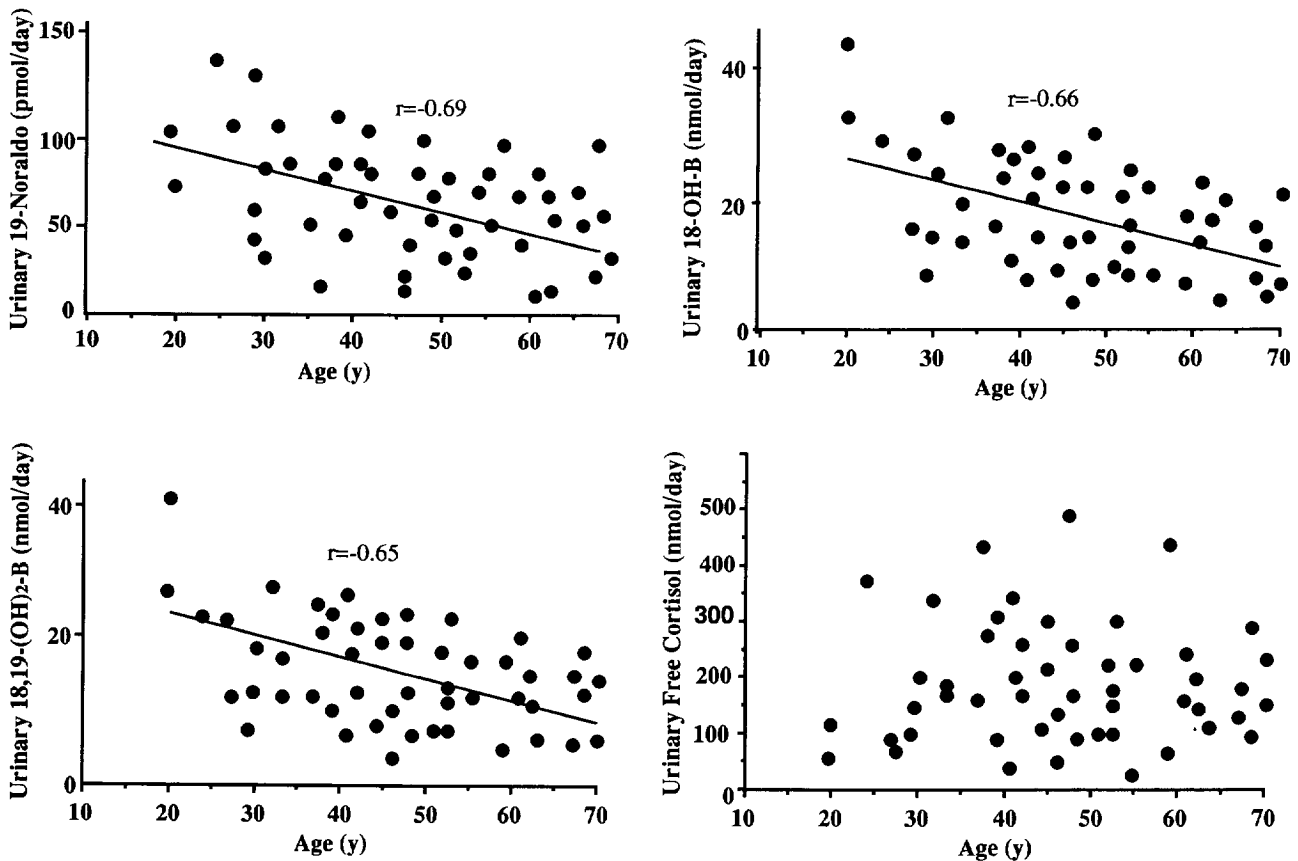 Urinary 19-Noraldo (pmol/day)
150
100
50
0
r=-0.69
10 20 30 40 50 60 70
Age (y)
Urinary 18-OH-B (nmol/day)
40
20
0
r=-0.66
10 20 30 40 50 60 70
Age (y)
Urinary 18,19-(OH)2-B (nmol/day)
40
20
0
r=-0.65
10 20 30 40 50 60 70
Age (y)
Urinary Free Cortisol (nmol/day)
500
400
300
200
100
0
10 20 30 40 50 60 70
Age (y)